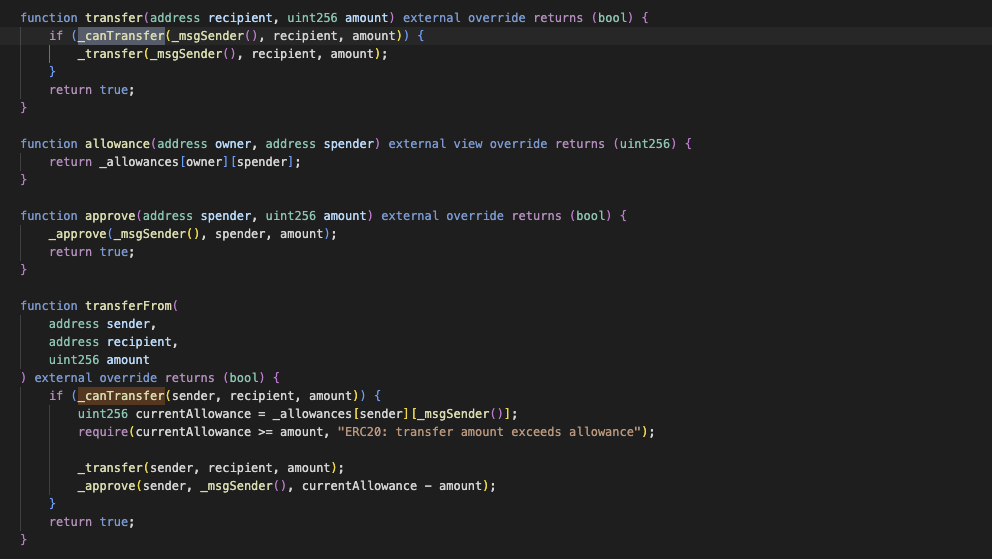 function transfer(address recipient, uint256 amount) external override returns (bool) {
if (_canTransfer(_msgSender(), recipient, amount)) {
_transfer(_msgSender(), recipient, amount);
}
return true;
}
function allowance(address owner, address spender) external view override returns (uint256) {
return _allowances[owner][spender];
}
function approve(address spender, uint256 amount) external override returns (bool) {
_approve(_msgSender(), spender, amount);
return true;
}
function transferFrom(
address sender,
address recipient,
uint256 amount
) external override returns (bool) {
if (_canTransfer(sender, recipient, amount)) {
uint256 currentAllowance = _allowances[sender][_msgSender()];
require(currentAllowance >= amount, "ERC20: transfer amount exceeds allowance");
_transfer(sender, recipient, amount);
_approve(sender, _msgSender(), currentAllowance - amount);
}
return true;
}